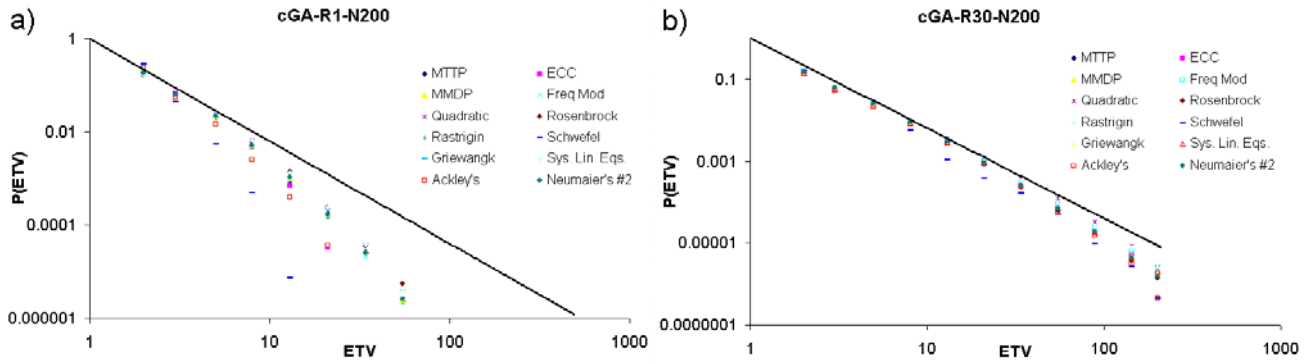 a)
cGA-R1-N200
1
0.01
0.0001
0.000001
P(ETV)
MTTP
ECC
MMDP
Freq Mod
Quadratic
Rosenbrock
Rastrigin
Schwefel
Griewangk
Sys. Lin. Eqs.
Ackley's
Neumaier's #2
1 10 100 1000
ETV
b)
cGA-R30-N200
0.1
0.001
0.00001
0.0000001
P(ETV)
MTTP
ECC
MMDP
Freq Mod
Quadratic
Rosenbrock
Rastrigin
Schwefel
Griewangk
Sys. Lin. Eqs.
Ackley's
Neumaier's #2
1 10 100 1000
ETV